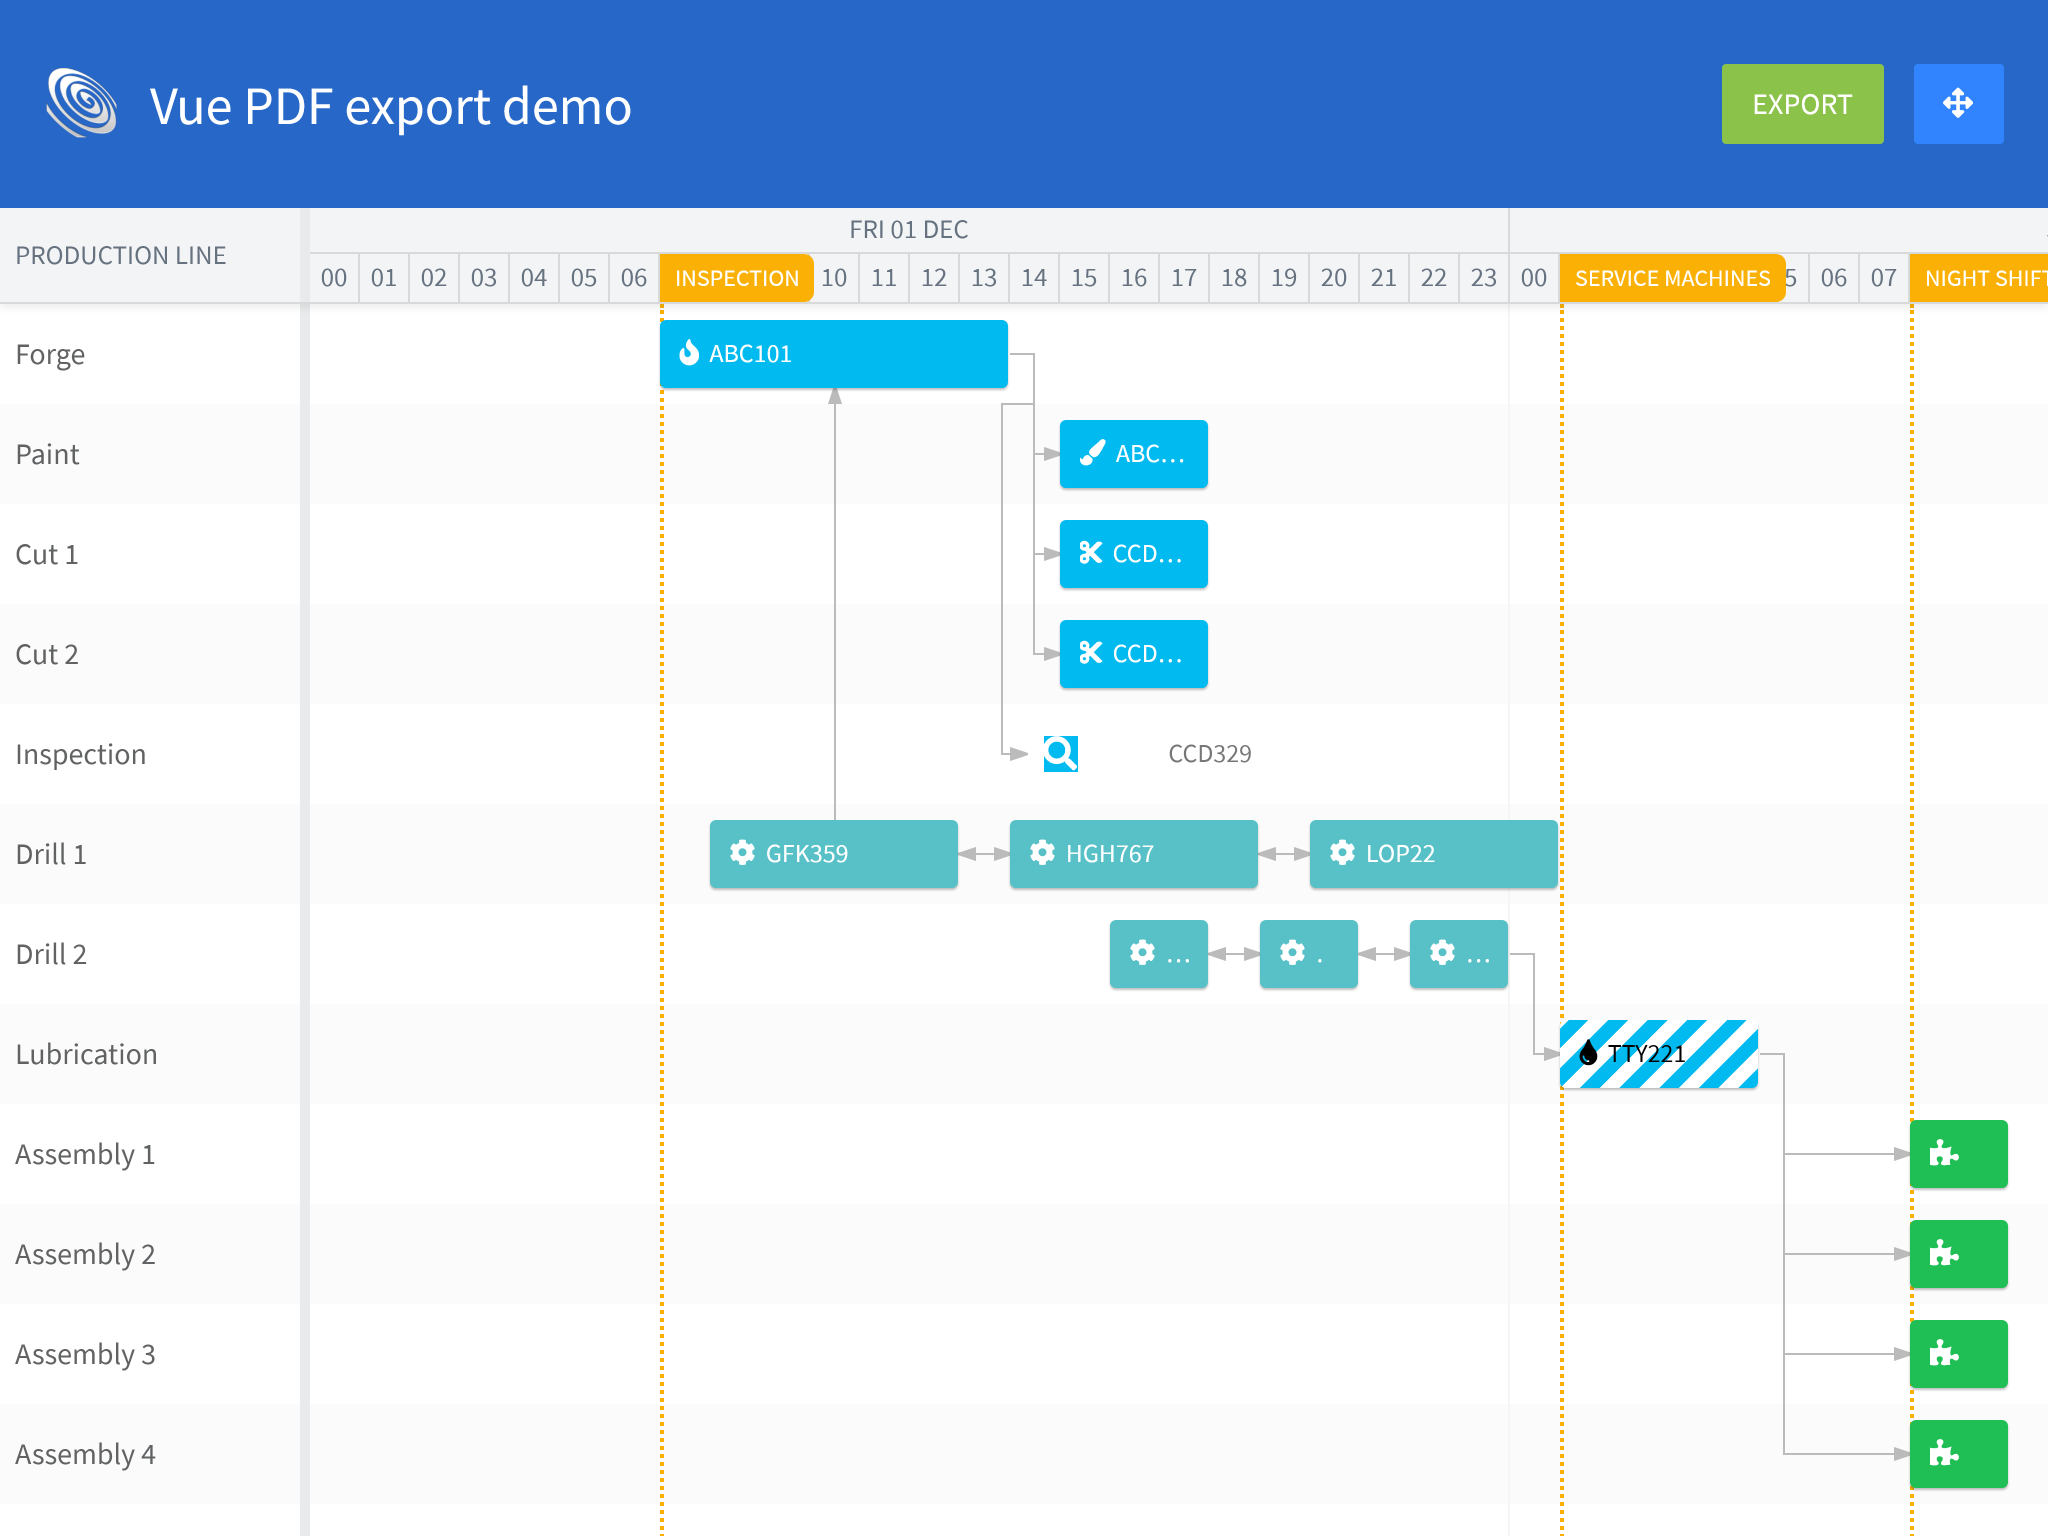 Vue PDF export demo
EXPORT
PRODUCTION LINE
FRI 01 DEC
00 01 02 03 04 05 06 INSPECTION 10 11 12 13 14 15 16 17 18 19 20 21 22 23 00 SERVICE MACHINES 5 06 07 NIGHT SHIFT
Forge
ABC101
Paint
ABC…
Cut 1
CCD…
Cut 2
CCD…
Inspection
CCD329
Drill 1
GFK359
HGH767
LOP22
Drill 2
…
.
…
Lubrication
TTY221
Assembly 1
Assembly 2
Assembly 3
Assembly 4